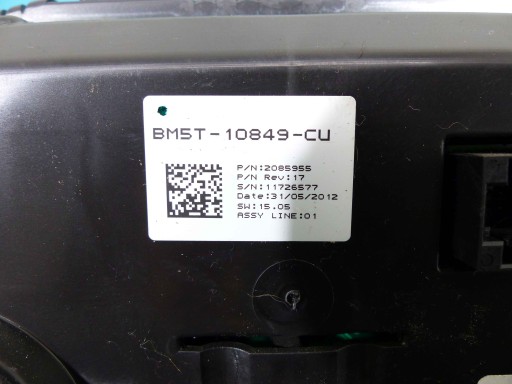 BM5T-10849-CU
P/N:2085955
P/N Rev:17
S/N:11726577
Date:31/05/2012
SW:15.05
ASSY LINE:01